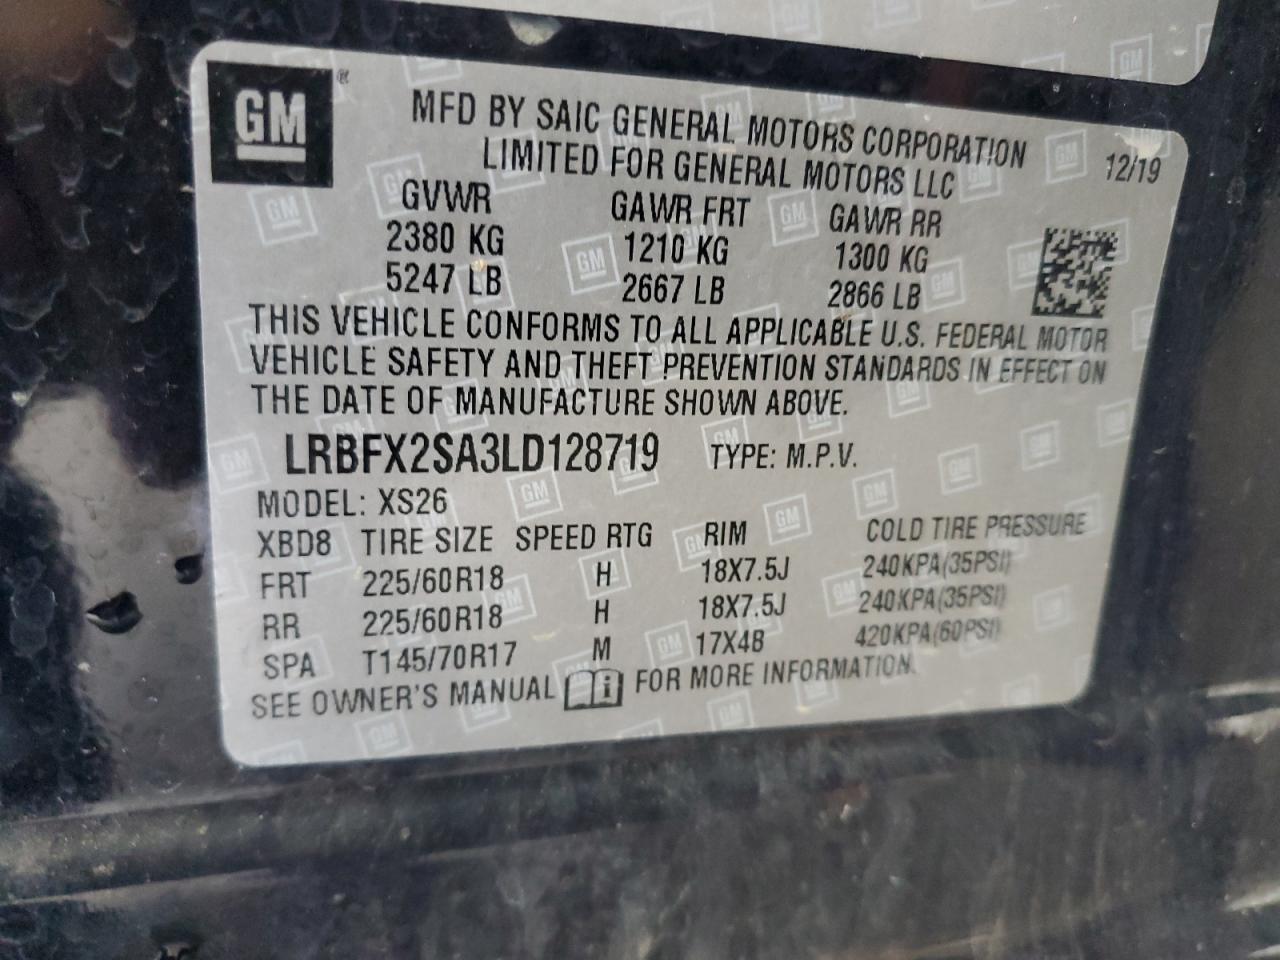 GM ®
MFD BY SAIC GENERAL MOTORS CORPORATION
LIMITED FOR GENERAL MOTORS LLC 12/19
GVWR GAWR FRT GAWR RR
2380 KG 1210 KG 1300 KG
5247 LB 2667 LB 2866 LB
THIS VEHICLE CONFORMS TO ALL APPLICABLE U.S. FEDERAL MOTOR
VEHICLE SAFETY AND THEFT PREVENTION STANDARDS IN EFFECT ON
THE DATE OF MANUFACTURE SHOWN ABOVE.
LRBFX2SA3LD128719 TYPE: M.P.V.
MODEL: XS26
XBD8 TIRE SIZE SPEED RTG RIM COLD TIRE PRESSURE
FRT 225/60R18 H 18X7.5J 240KPA(35PSI)
RR 225/60R18 H 18X7.5J 240KPA(35PSI)
SPA T145/70R17 M 17X4B 420KPA(60PSI)
SEE OWNER'S MANUAL i FOR MORE INFORMATION.